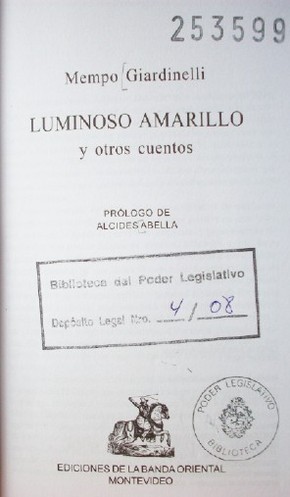 253599
Mempo Giardinelli
LUMINOSO AMARILLO
y otros cuentos
PRÓLOGO DE
ALCIDES ABELLA
Biblioteca del Poder Legislativo
Depósito Legal Nro. 4/08
PODER LEGISLATIVO
BIBLIOTECA
EDICIONES DE LA BANDA ORIENTAL
MONTEVIDEO